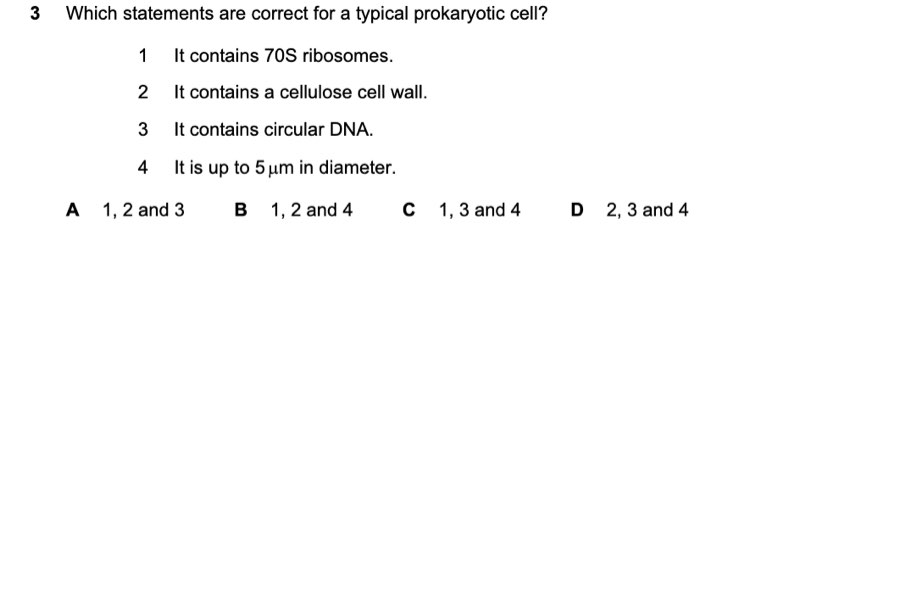 3 Which statements are correct for a typical prokaryotic cell?
1 It contains 70S ribosomes.
2 It contains a cellulose cell wall.
3 It contains circular DNA.
4 It is up to 5 μm in diameter.
A 1, 2 and 3 B 1, 2 and 4 C 1, 3 and 4 D 2, 3 and 4